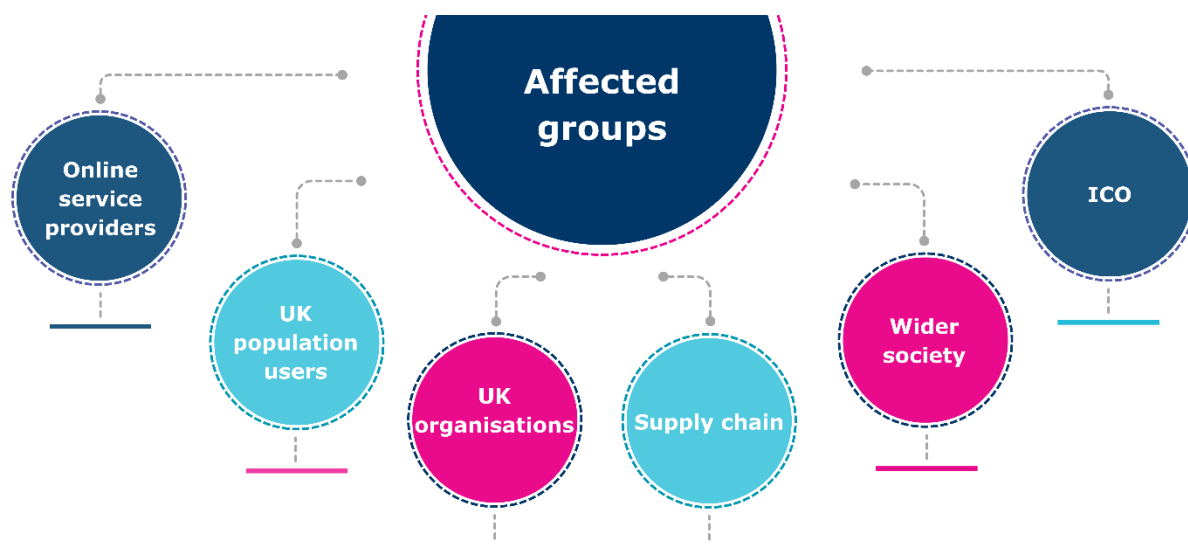 Affected
groups
Online
service
providers
UK
population
users
UK
organisations
Supply chain
Wider
society
ICO